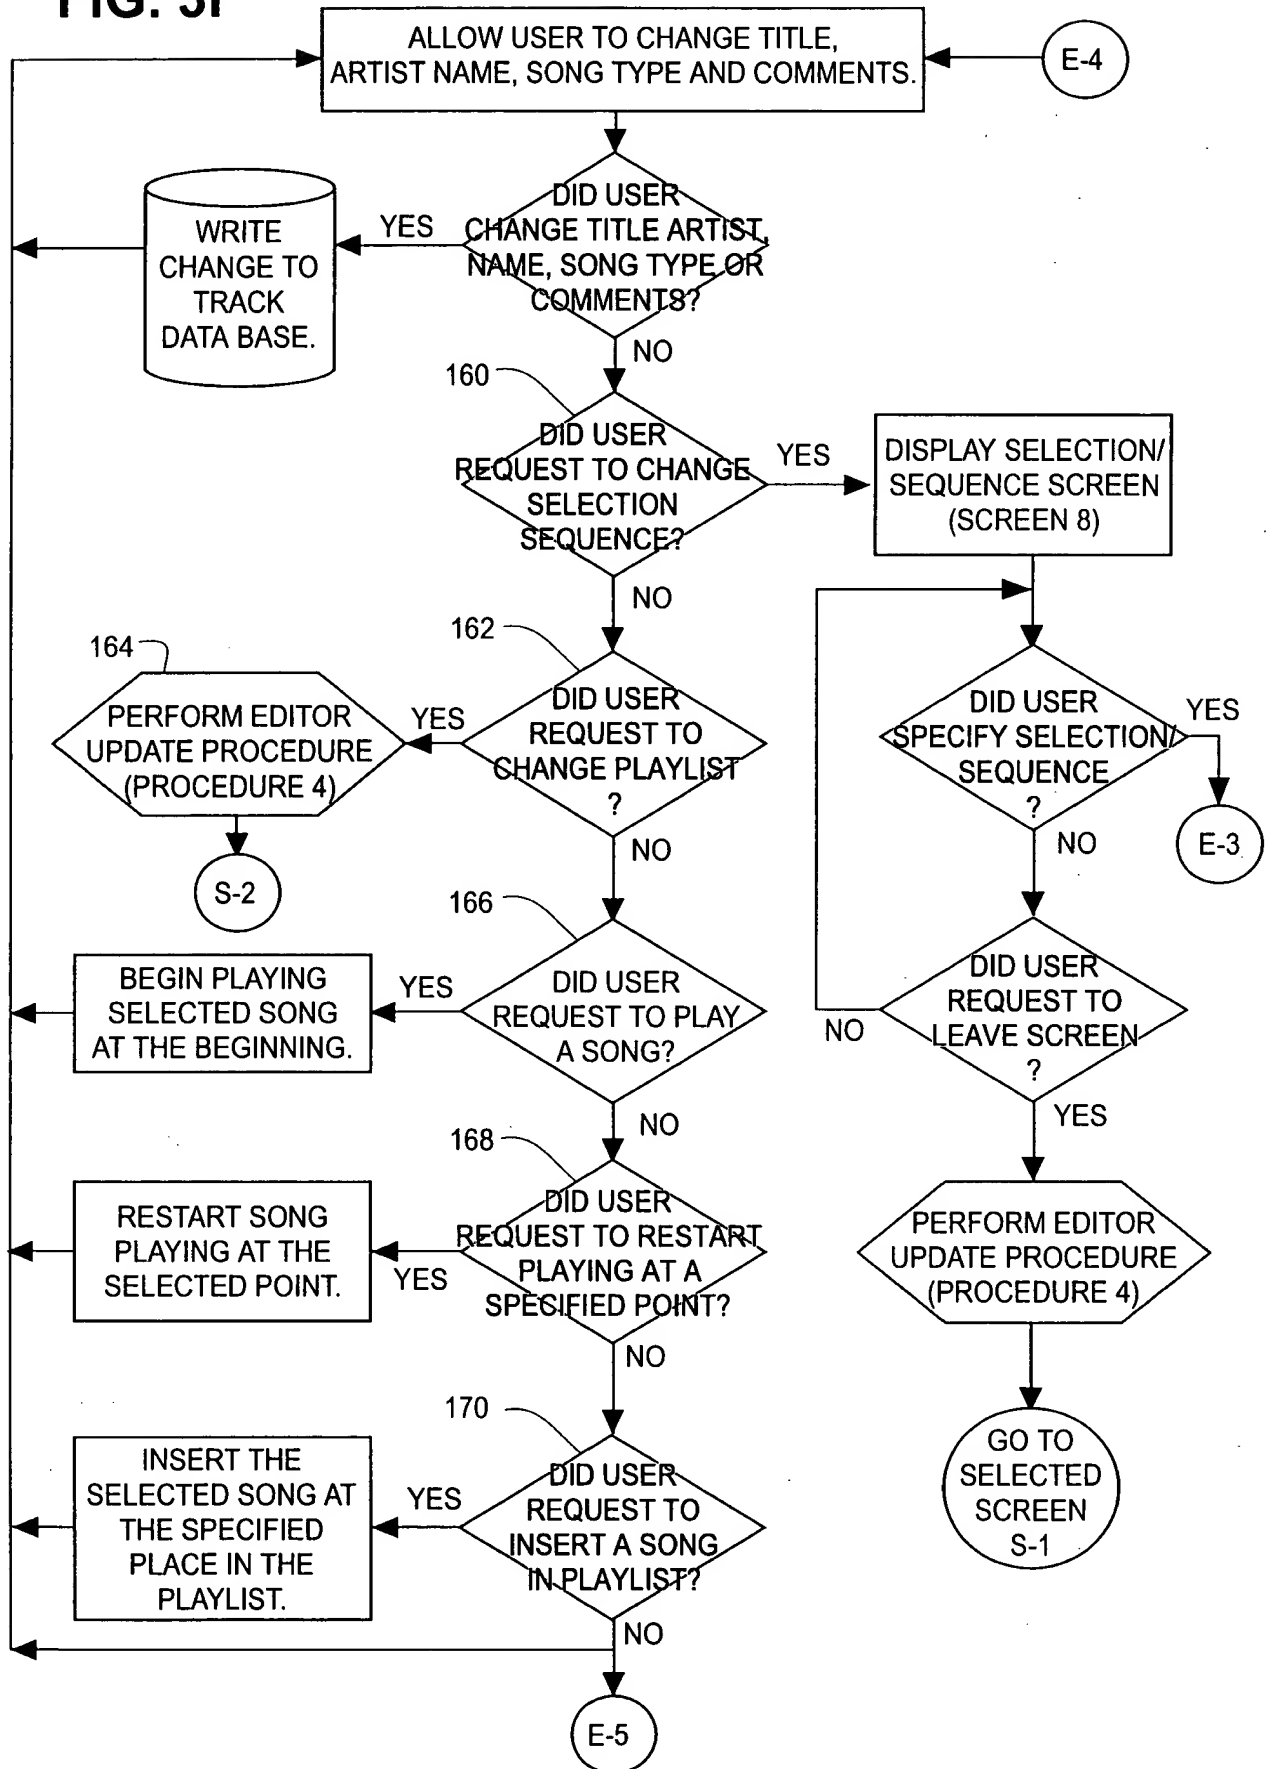 FIG. 3I
ALLOW USER TO CHANGE TITLE,
ARTIST NAME, SONG TYPE AND COMMENTS.
E-4
DID USER
CHANGE TITLE ARTIST,
NAME, SONG TYPE OR
COMMENTS?
YES
WRITE
CHANGE TO
TRACK
DATA BASE.
NO
160
DID USER
REQUEST TO CHANGE
SELECTION
SEQUENCE?
YES
DISPLAY SELECTION/
SEQUENCE SCREEN
(SCREEN 8)
NO
162
DID USER
REQUEST TO
CHANGE PLAYLIST
?
YES
164
PERFORM EDITOR
UPDATE PROCEDURE
(PROCEDURE 4)
S-2
DID USER
SPECIFY SELECTION/
SEQUENCE
?
YES
E-3
NO
NO
166
DID USER
REQUEST TO PLAY
A SONG?
YES
BEGIN PLAYING
SELECTED SONG
AT THE BEGINNING.
DID USER
REQUEST TO
LEAVE SCREEN
?
NO
YES
NO
168
DID USER
REQUEST TO RESTART
PLAYING AT A
SPECIFIED POINT?
YES
RESTART SONG
PLAYING AT THE
SELECTED POINT.
PERFORM EDITOR
UPDATE PROCEDURE
(PROCEDURE 4)
NO
170
DID USER
REQUEST TO
INSERT A SONG
IN PLAYLIST?
YES
INSERT THE
SELECTED SONG AT
THE SPECIFIED
PLACE IN THE
PLAYLIST.
GO TO
SELECTED
SCREEN
S-1
NO
E-5